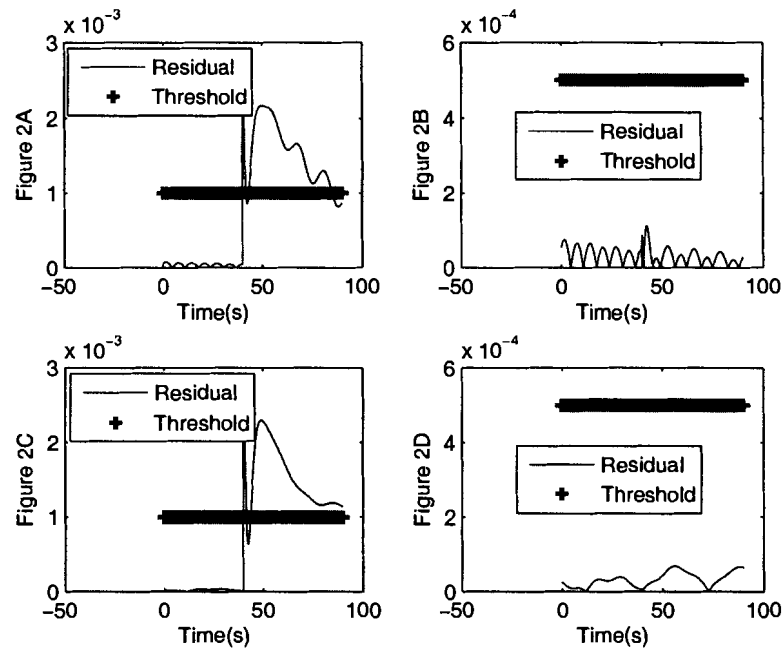 x 10⁻³
3
2
1
0
Residual
Threshold
Figure 2A
-50
0
50
100
Time(s)
x 10⁻⁴
6
4
2
0
Residual
Threshold
Figure 2B
-50
0
50
100
Time(s)
x 10⁻³
3
2
1
0
Residual
Threshold
Figure 2C
-50
0
50
100
Time(s)
x 10⁻⁴
6
4
2
0
Residual
Threshold
Figure 2D
-50
0
50
100
Time(s)